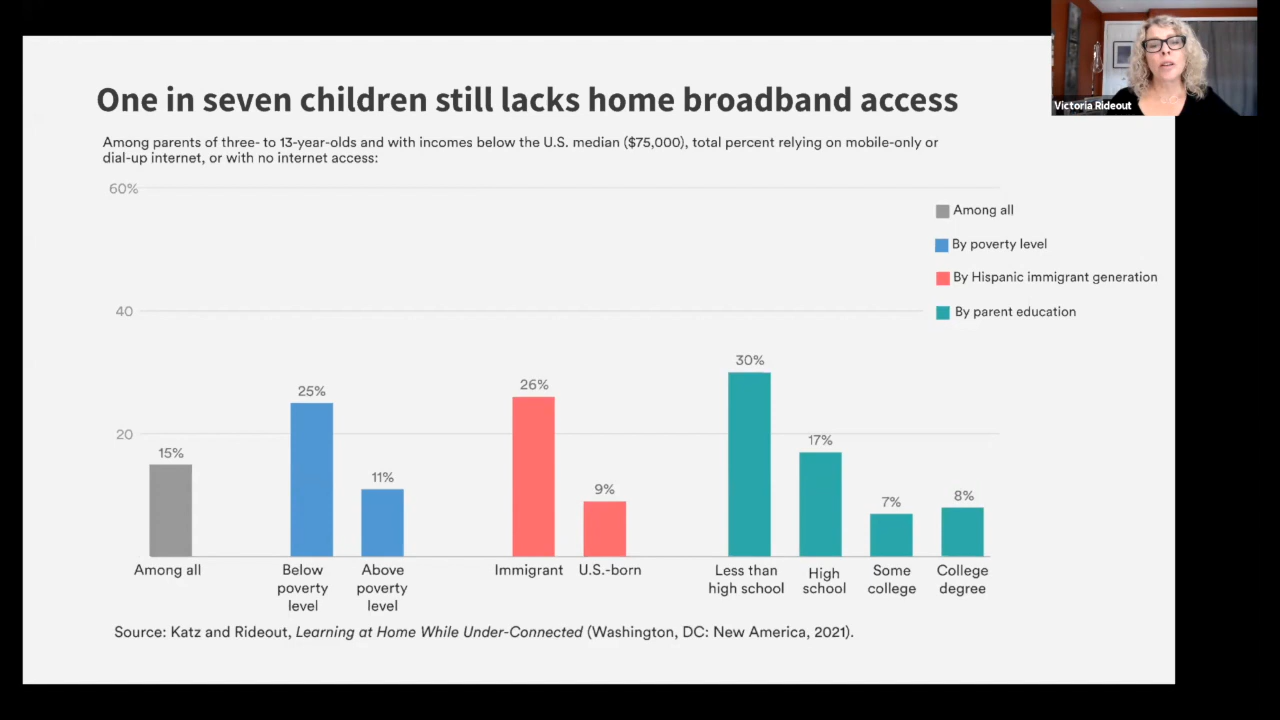 One in seven children still lacks home broadband access
Victoria Rideout
Among parents of three- to 13-year-olds and with incomes below the U.S. median ($75,000), total percent relying on mobile-only or
dial-up internet, or with no internet access:
60%
40
20
Among all
By poverty level
By Hispanic immigrant generation
By parent education
15%
25%
11%
26%
9%
30%
17%
7%
8%
Among all
Below
poverty
level
Above
poverty
level
Immigrant
U.S.-born
Less than
high school
High
school
Some
college
College
degree
Source: Katz and Rideout, Learning at Home While Under-Connected (Washington, DC: New America, 2021).